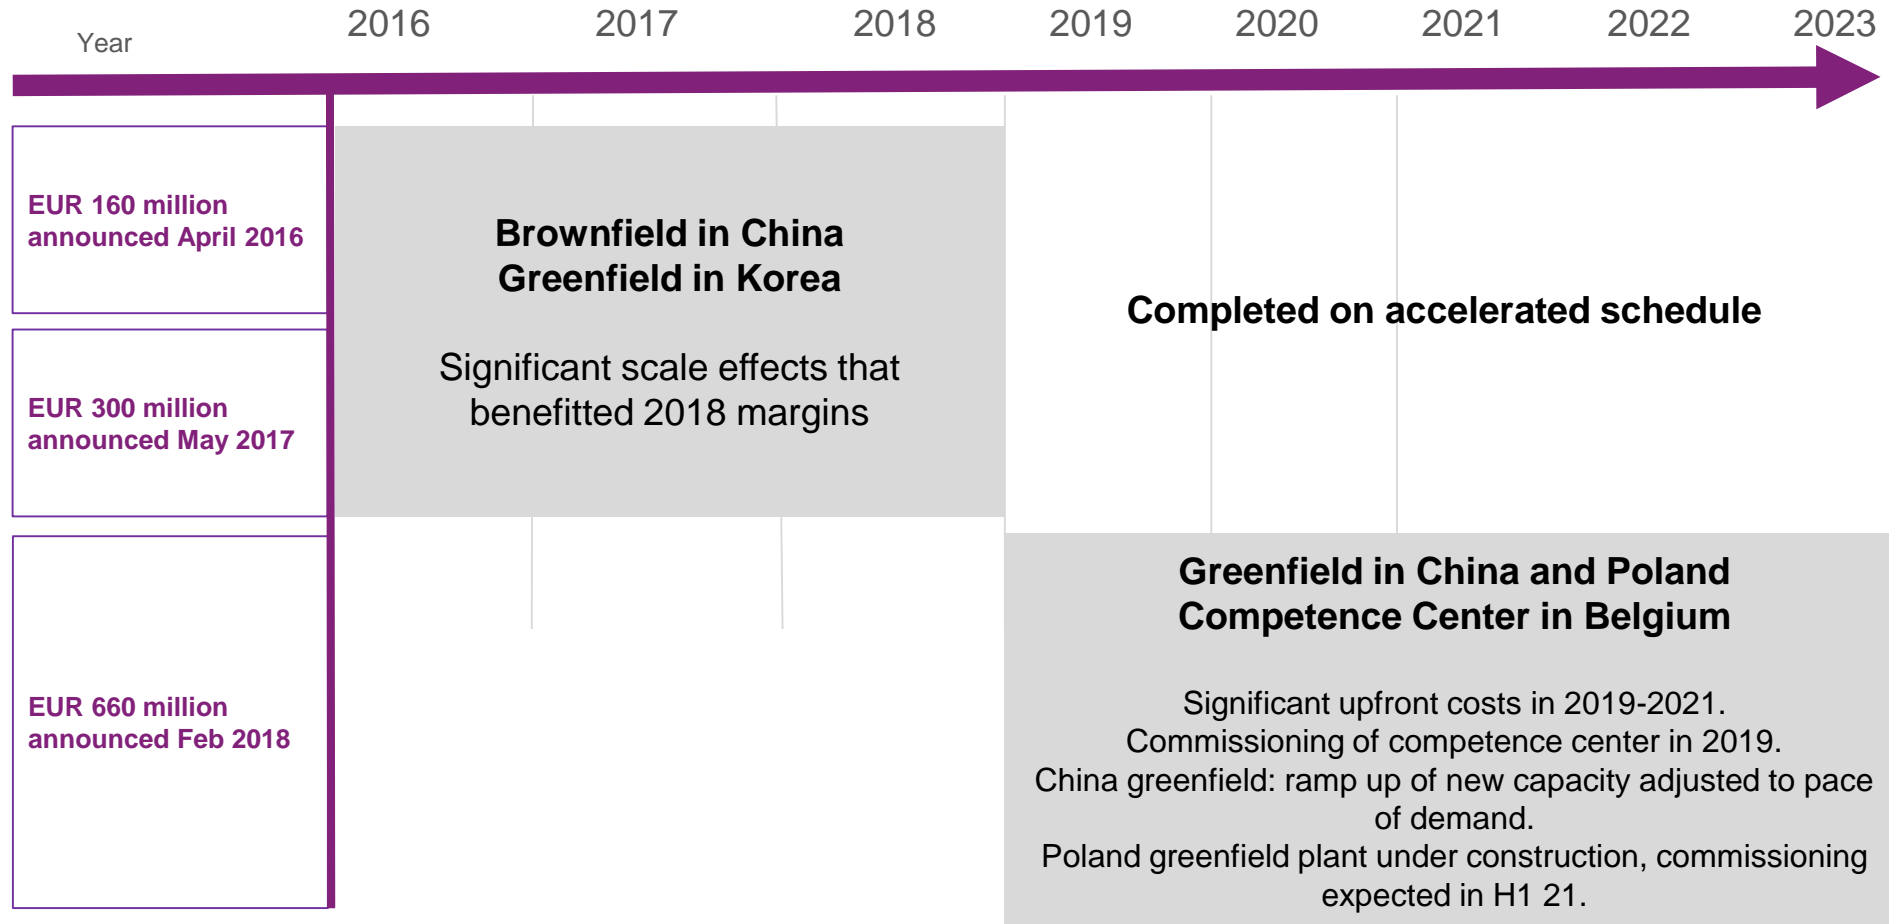 Year
2016
2017
2018
2019
2020
2021
2022
2023
EUR 160 million
announced April 2016
EUR 300 million
announced May 2017
Brownfield in China
Greenfield in Korea
Significant scale effects that
benefitted 2018 margins
Completed on accelerated schedule
EUR 660 million
announced Feb 2018
Greenfield in China and Poland
Competence Center in Belgium
Significant upfront costs in 2019-2021.
Commissioning of competence center in 2019.
China greenfield: ramp up of new capacity adjusted to pace
of demand.
Poland greenfield plant under construction, commissioning
expected in H1 21.